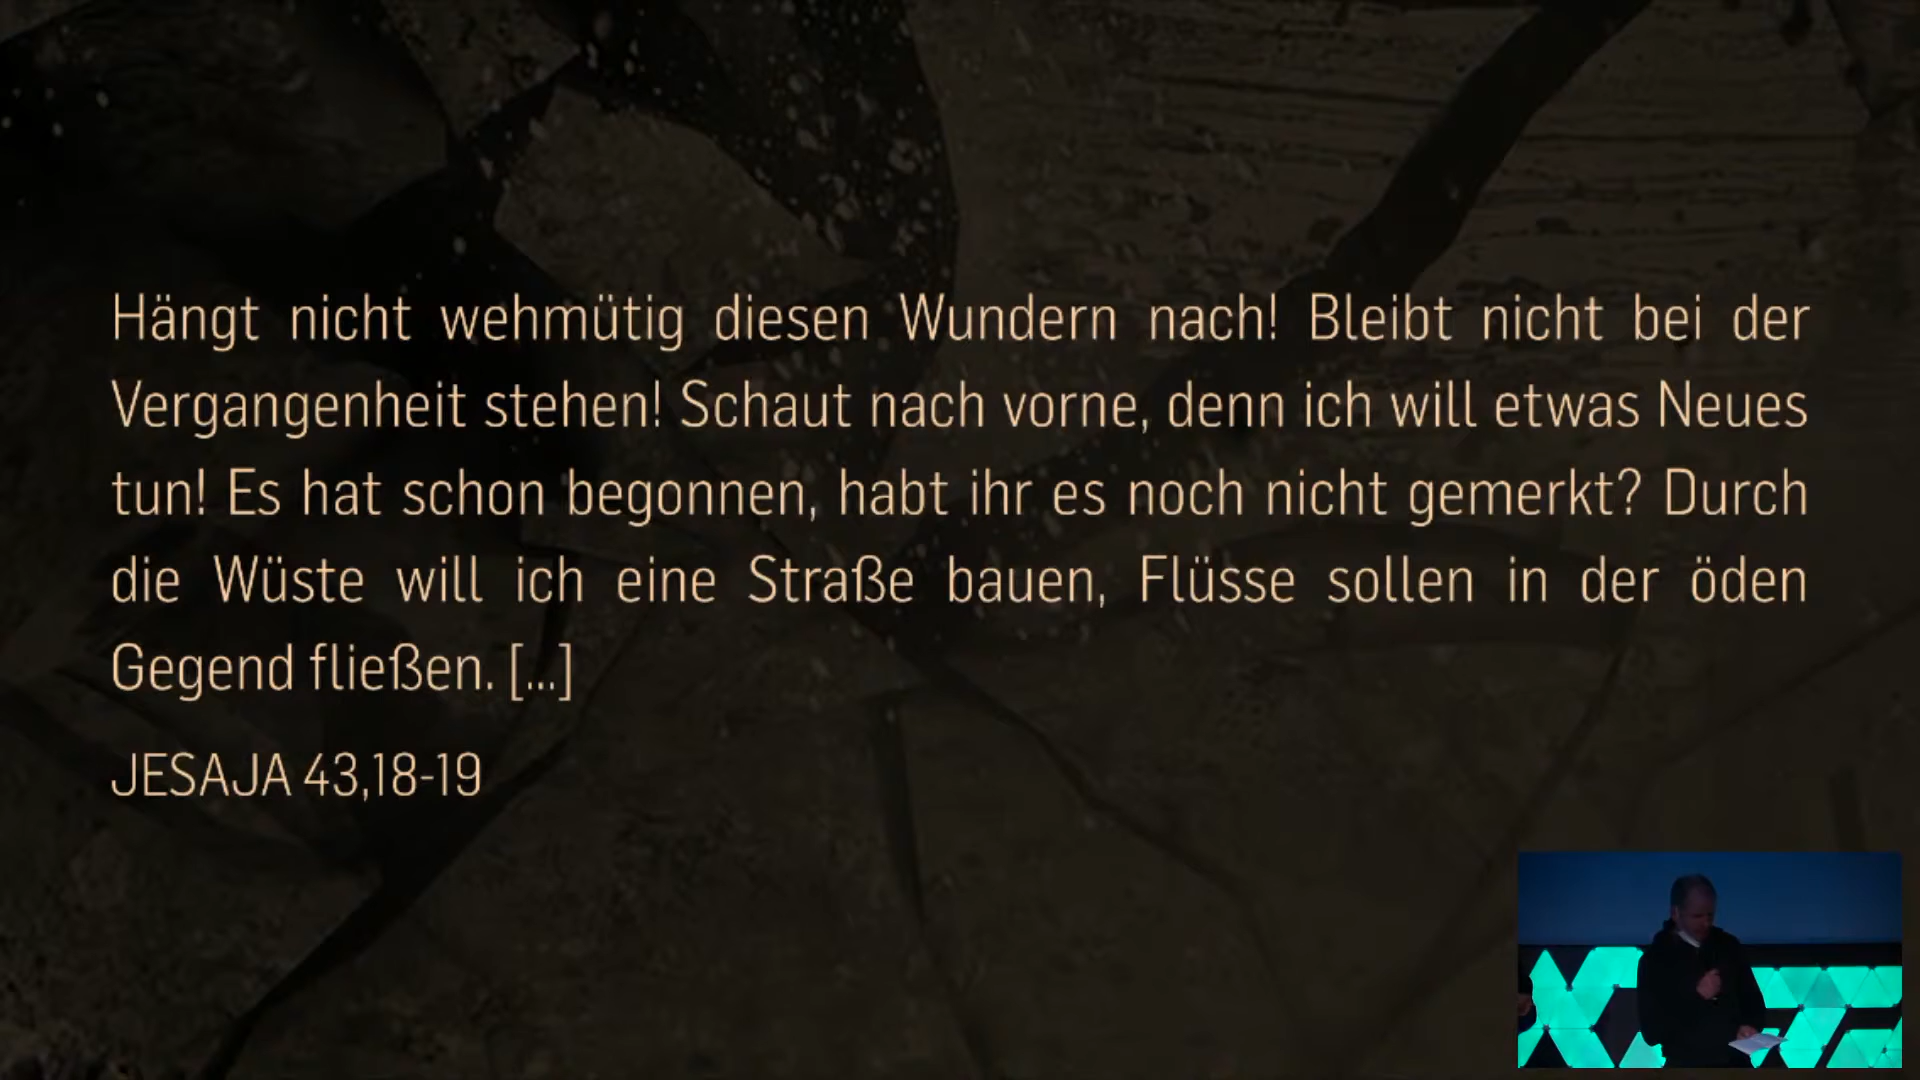 Hängt nicht wehmütig diesen Wundern nach! Bleibt nicht bei der
Vergangenheit stehen! Schaut nach vorne, denn ich will etwas Neues
tun! Es hat schon begonnen, habt ihr es noch nicht gemerkt? Durch
die Wüste will ich eine Straße bauen, Flüsse sollen in der öden
Gegend fließen. [...]
JESAJA 43,18-19